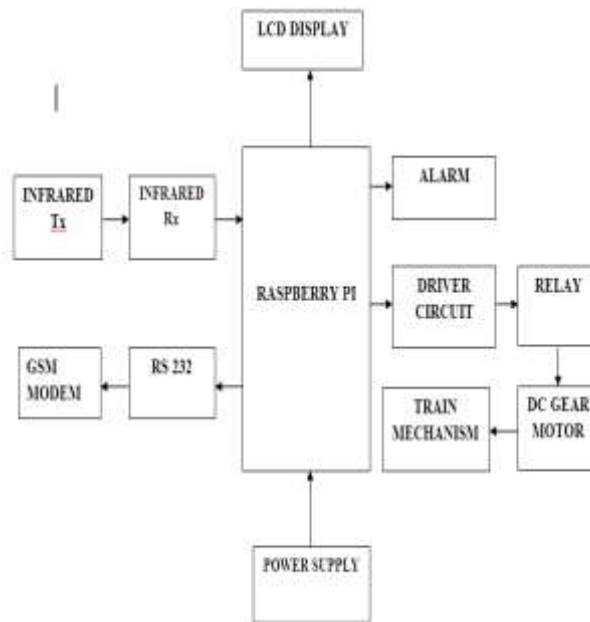 LCD DISPLAY
INFRARED
Tx
INFRARED
Rx
ALARM
RASPBERRY PI
DRIVER
CIRCUIT
RELAY
GSM
MODEM
RS 232
TRAIN
MECHANISM
DC GEAR
MOTOR
POWER SUPPLY